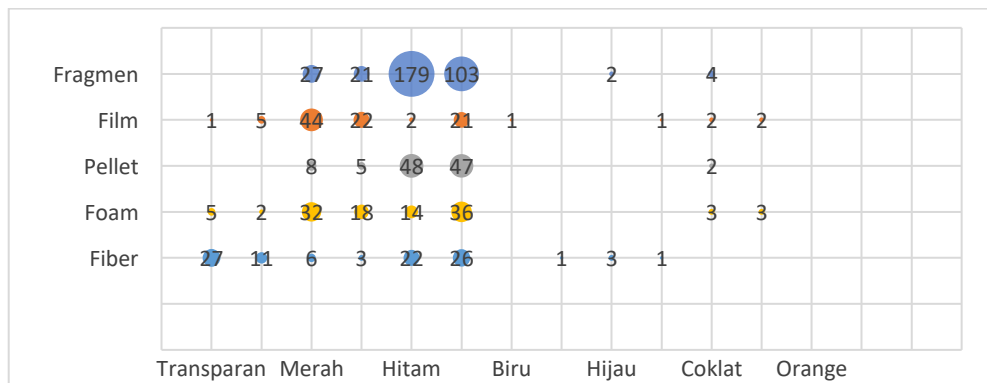 Fragmen 27 21 179 103 2 4
Film 1 5 44 22 2 21 1 1 2 2
Pellet 8 5 48 47 2
Foam 5 2 32 18 14 36 3 3
Fiber 27 11 6 3 22 26 1 3 1
Transparan Merah Hitam Biru Hijau Coklat Orange